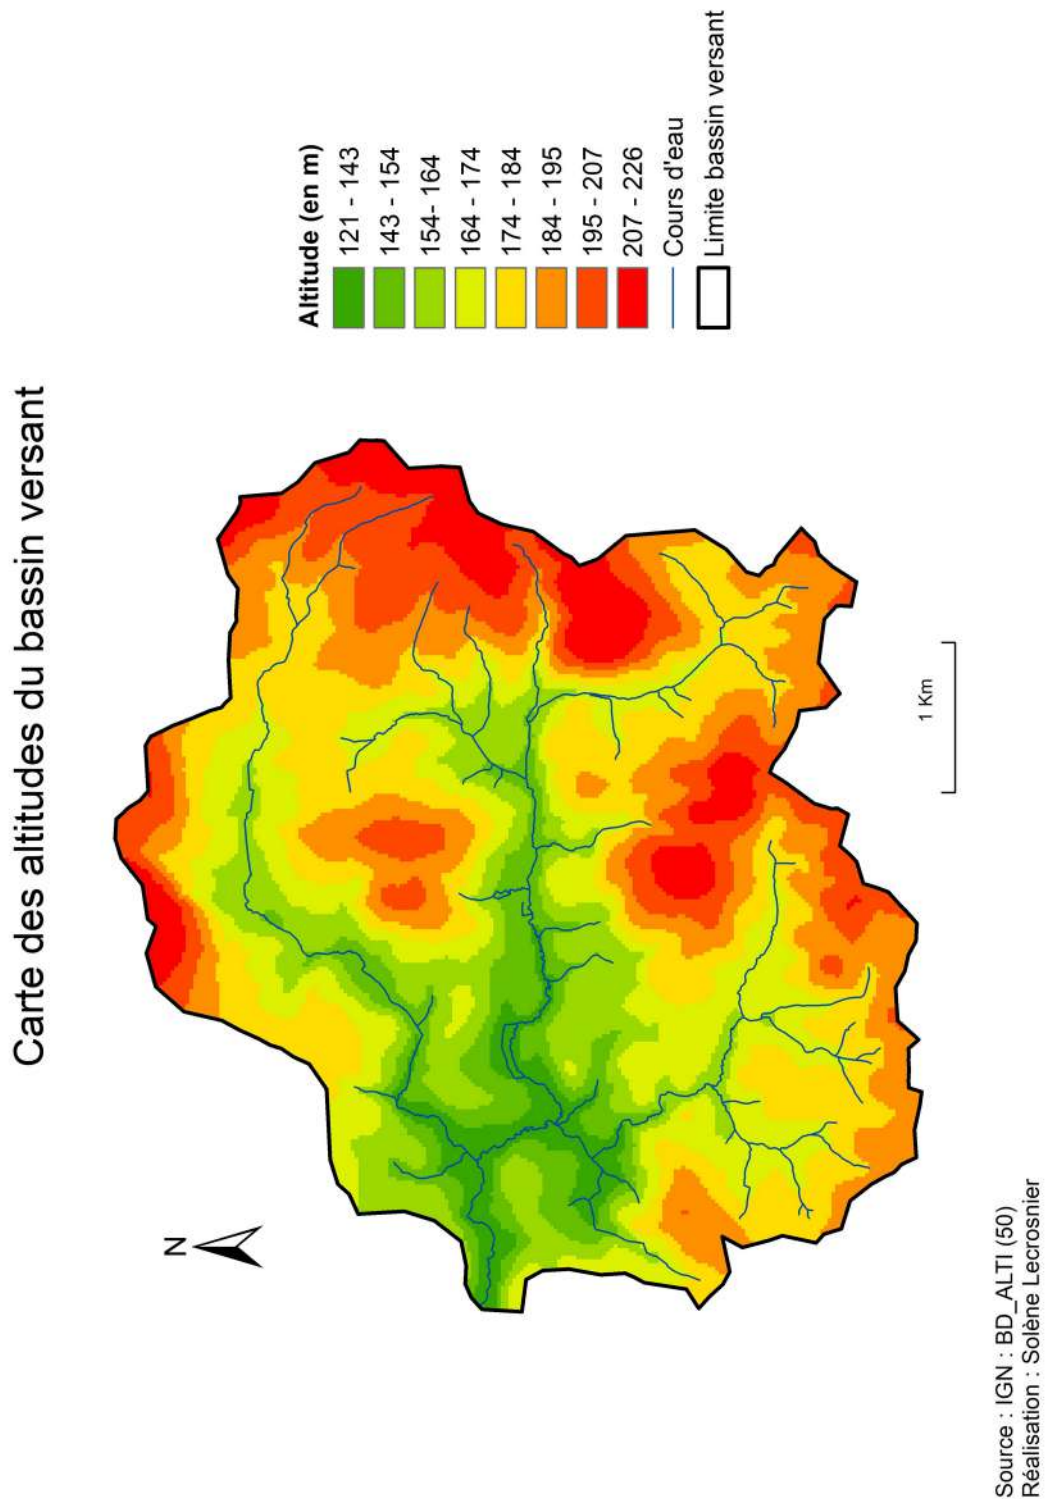 Carte des altitudes du bassin versant
N
Altitude (en m)
121 - 143
143 - 154
154- 164
164 - 174
174 - 184
184 - 195
195 - 207
207 - 226
Cours d'eau
Limite bassin versant
1 Km
Source : IGN : BD_ALTI (50)
Réalisation : Solène Lecrosnier